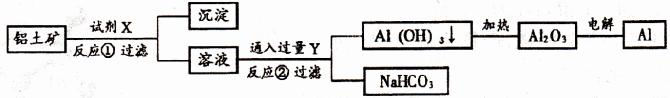 铝土矿
试剂X
反应① 过滤
沉淀
溶液
通入过量Y
反应② 过滤
Al (OH) ₃↓
NaHCO₃
加热
Al₂O₃
电解
Al